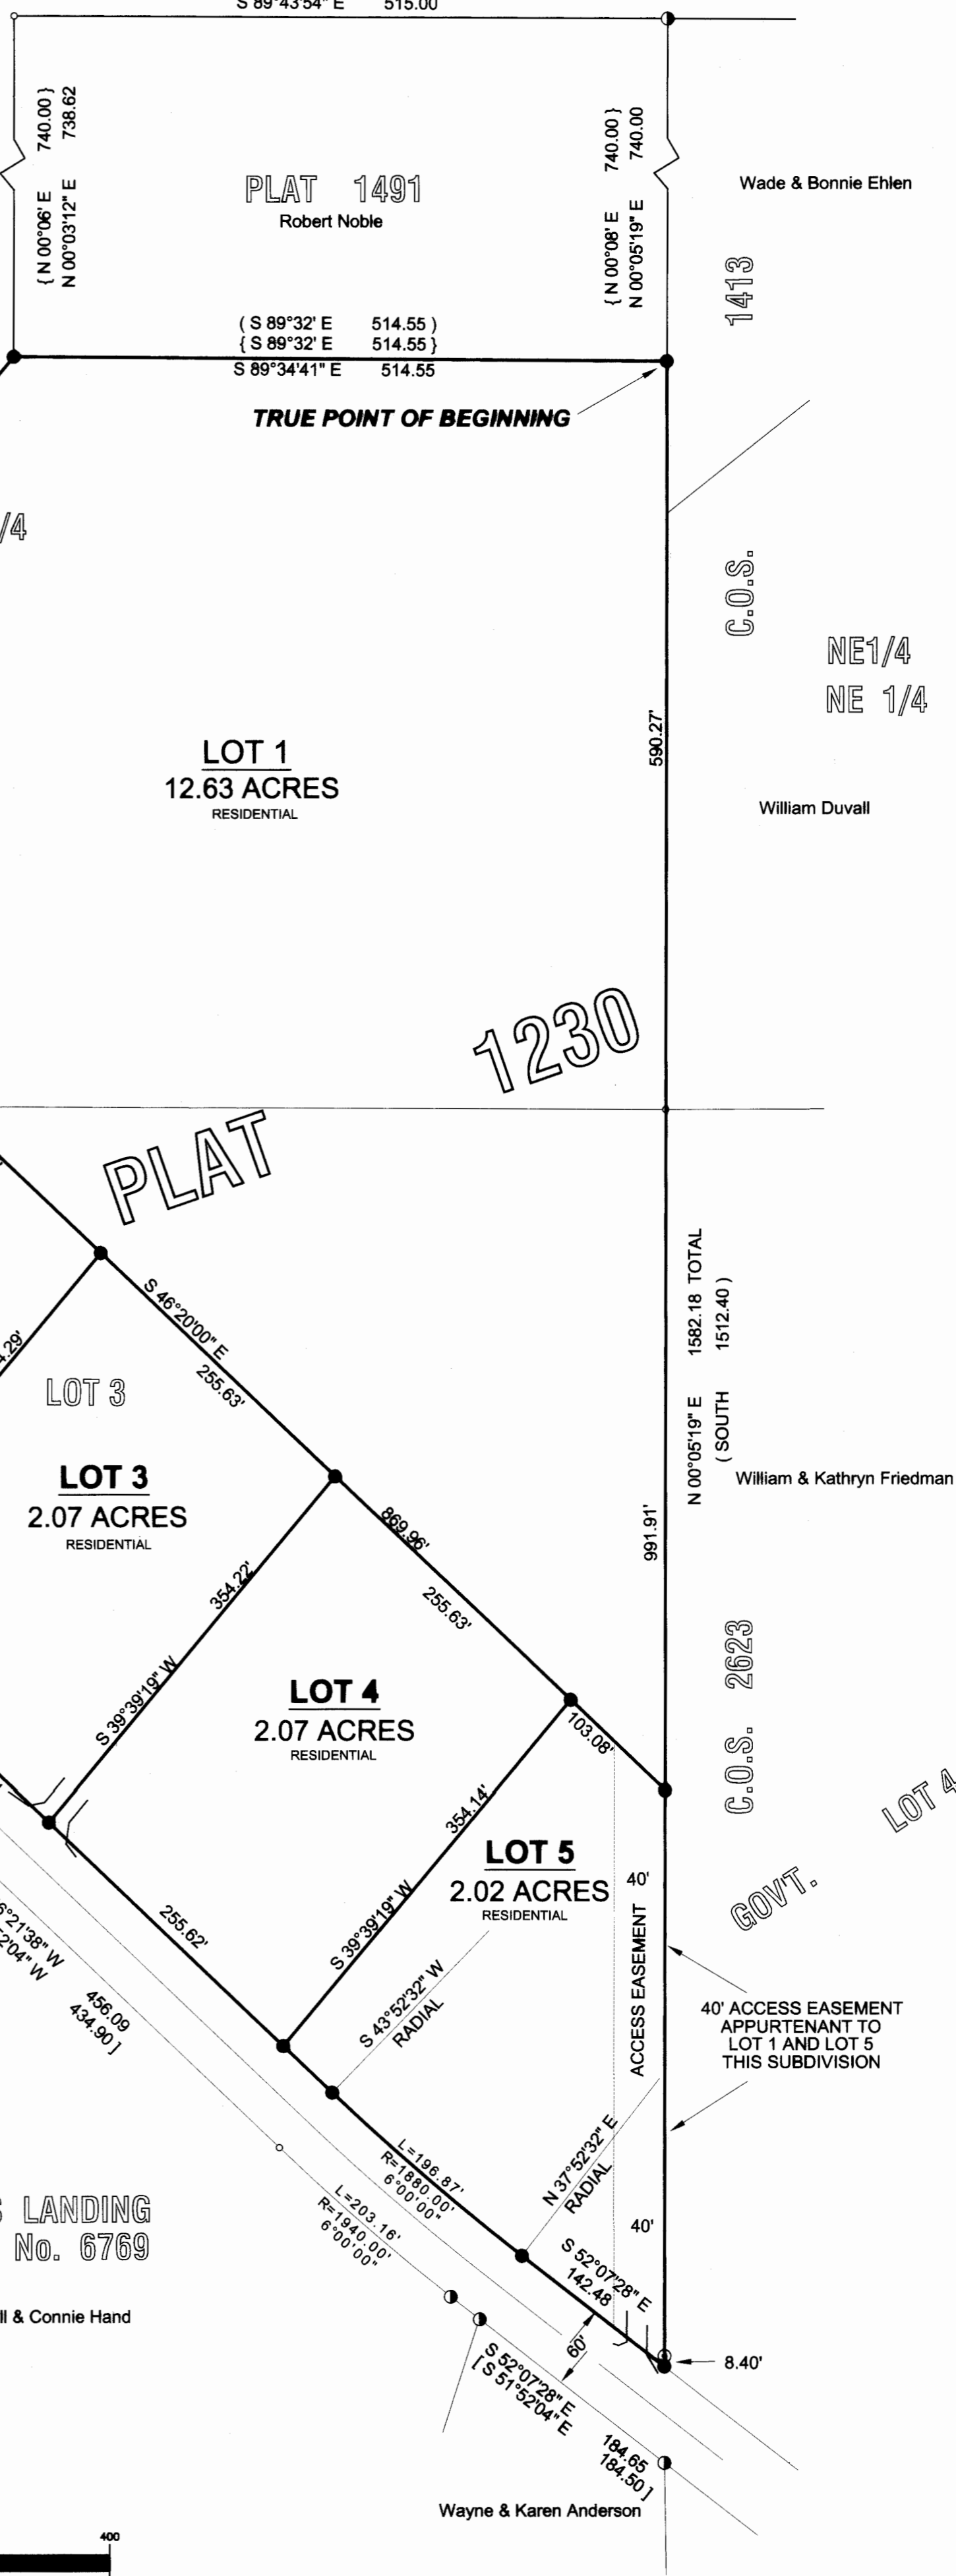 S 89°43'54" E 515.00
{ N 00°06' E 740.00 }
N 00°03'12" E 738.62
PLAT 1491
Robert Noble
{ N 00°08' E 740.00 }
N 00°05'19" E 740.00
Wade & Bonnie Ehlen
1413
( S 89°32' E 514.55 )
{ S 89°32' E 514.55 }
S 89°34'41" E 514.55
TRUE POINT OF BEGINNING
/4
C.O.S.
NE1/4
NE 1/4
590.27'
LOT 1
12.63 ACRES
RESIDENTIAL
William Duvall
1230
PLAT
1582.18 TOTAL
1512.40 )
N 00°05'19" E
( SOUTH
S 46°20'00" E
255.63'
.29'
LOT 3
LOT 3
2.07 ACRES
RESIDENTIAL
William & Kathryn Friedman
991.91'
869.96'
255.63'
354.22'
S 39°39'19" W
C.O.S. 2623
LOT 4
2.07 ACRES
RESIDENTIAL
103.08'
LOT 4
GOV'T.
354.14'
S 39°39'19" W
LOT 5
2.02 ACRES
RESIDENTIAL
40'
ACCESS EASEMENT
255.62'
6°21'38" W
2'04" W
456.09
434.90 ]
S 43°52'32" W
RADIAL
40' ACCESS EASEMENT
APPURTENANT TO
LOT 1 AND LOT 5
THIS SUBDIVISION
L=196.87'
R=1880.00'
6°00'00"
N 37°52'32" E
RADIAL
L=203.16'
R=1940.00'
6°00'00"
S LANDING
No. 6769
40'
S 52°07'28" E
142.48
ll & Connie Hand
60'
8.40'
S 52°07'28" E
[ S 51°52'04" E
184.65
184.50 ]
Wayne & Karen Anderson
400